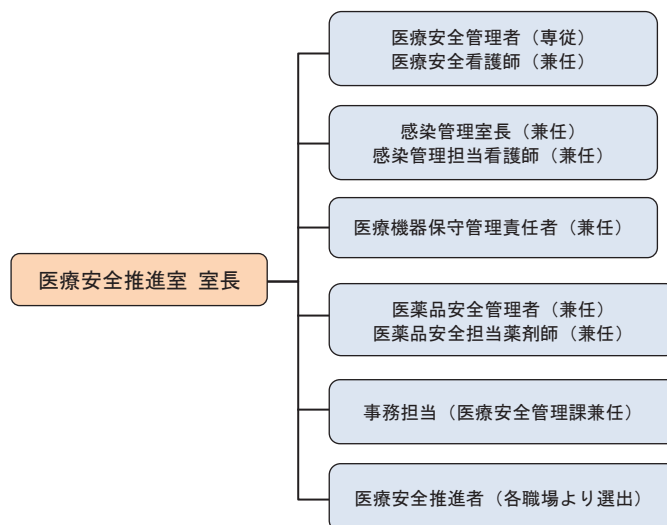 医療安全管理者（専従）
医療安全看護師（兼任）
感染管理室長（兼任）
感染管理担当看護師（兼任）
医療機器保守管理責任者（兼任）
医療安全推進室 室長
医薬品安全管理者（兼任）
医薬品安全担当薬剤師（兼任）
事務担当（医療安全管理課兼任）
医療安全推進者（各職場より選出）